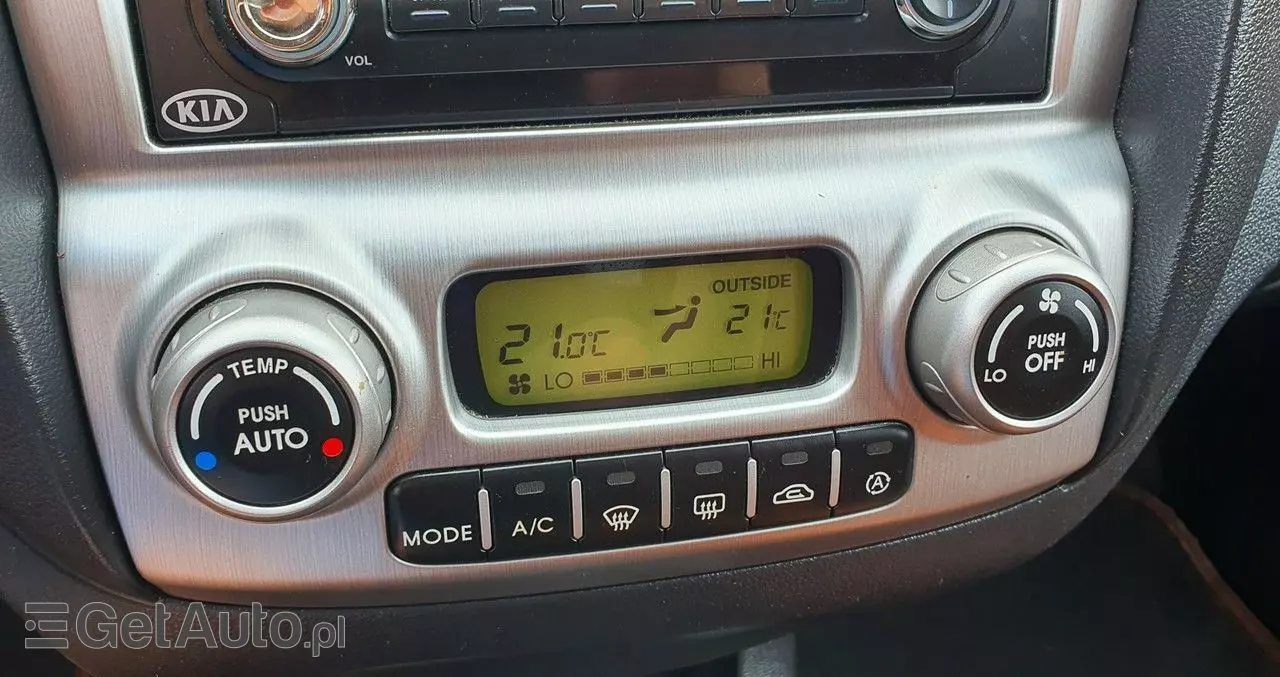 VOL
KIA
OUTSIDE
21.0°C 21°C
LO HI
TEMP
PUSH
AUTO
PUSH
OFF
LO HI
MODE
A/C
A
GetAuto.pl